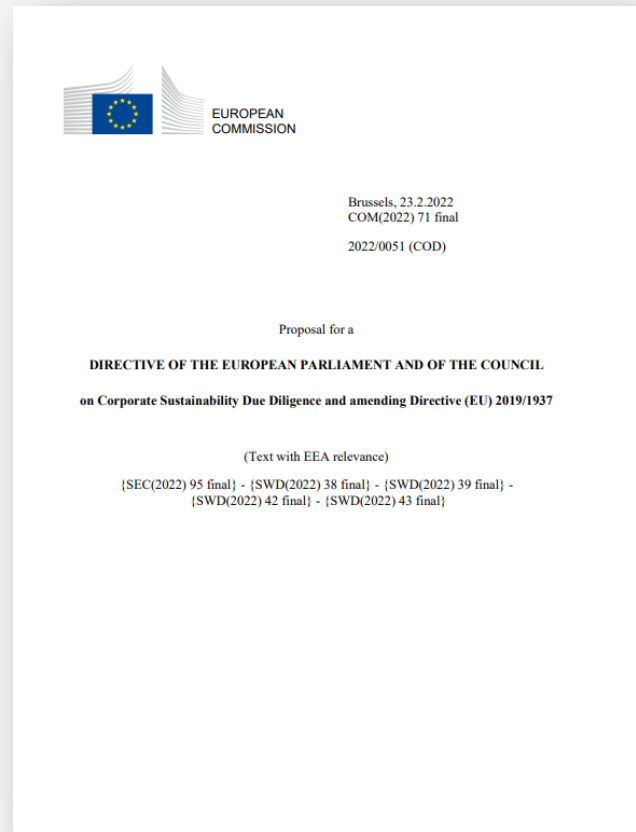 EUROPEAN
COMMISSION
Brussels, 23.2.2022
COM(2022) 71 final
2022/0051 (COD)
Proposal for a
DIRECTIVE OF THE EUROPEAN PARLIAMENT AND OF THE COUNCIL
on Corporate Sustainability Due Diligence and amending Directive (EU) 2019/1937
(Text with EEA relevance)
{SEC(2022) 95 final} - {SWD(2022) 38 final} - {SWD(2022) 39 final} -
{SWD(2022) 42 final} - {SWD(2022) 43 final}